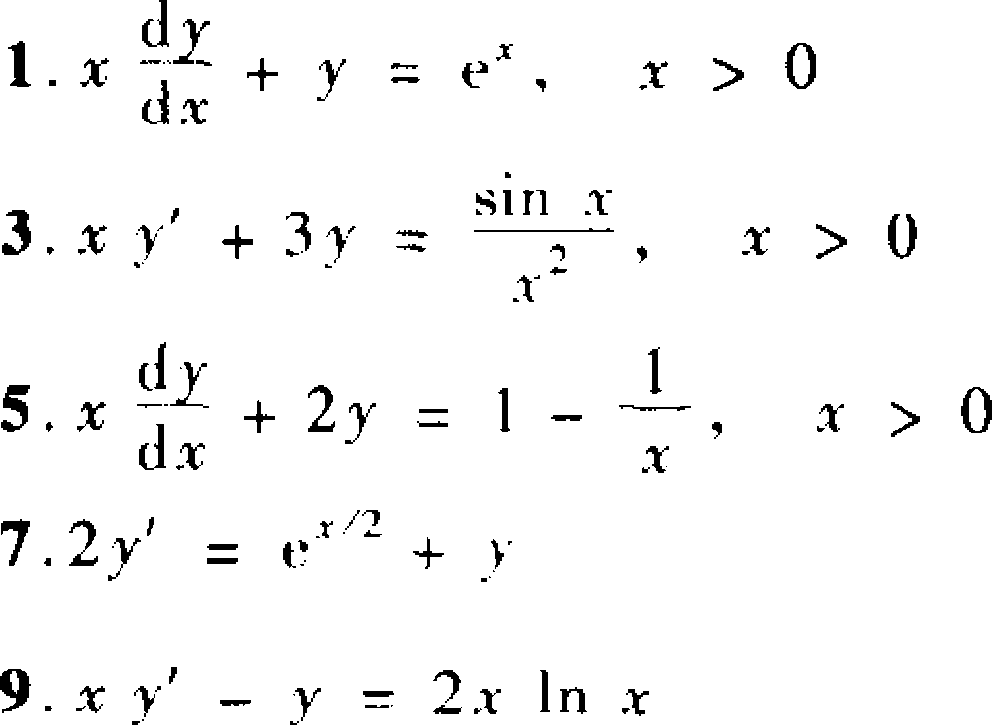 1. x dy/dx + y = e^x, x > 0
3. x y′ + 3y = sin x / x^2, x > 0
5. x dy/dx + 2y = 1 - 1/x, x > 0
7. 2y′ = e^{x/2} + y
9. x y′ - y = 2x ln x